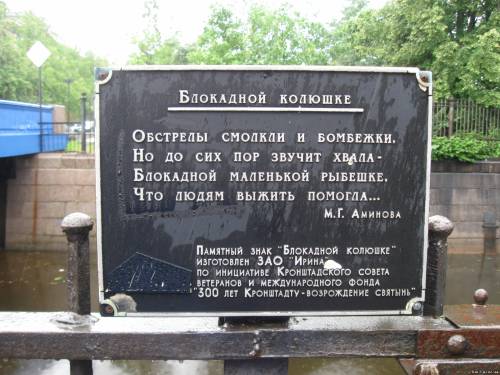 Блокадной колюшке
Обстрелы смолкли и бомбежки.
Но до сих пор звучит хвала-
Блокадной маленькой рыбешке.
Что людям выжить помогла...
М.Г. Аминова
Памятный знак "Блокадной колюшке"
изготовлен ЗАО "Ирина"
по инициативе Кронштадского совета
ветеранов и международного фонда
"300 лет Кронштадту - возрождение святынь"